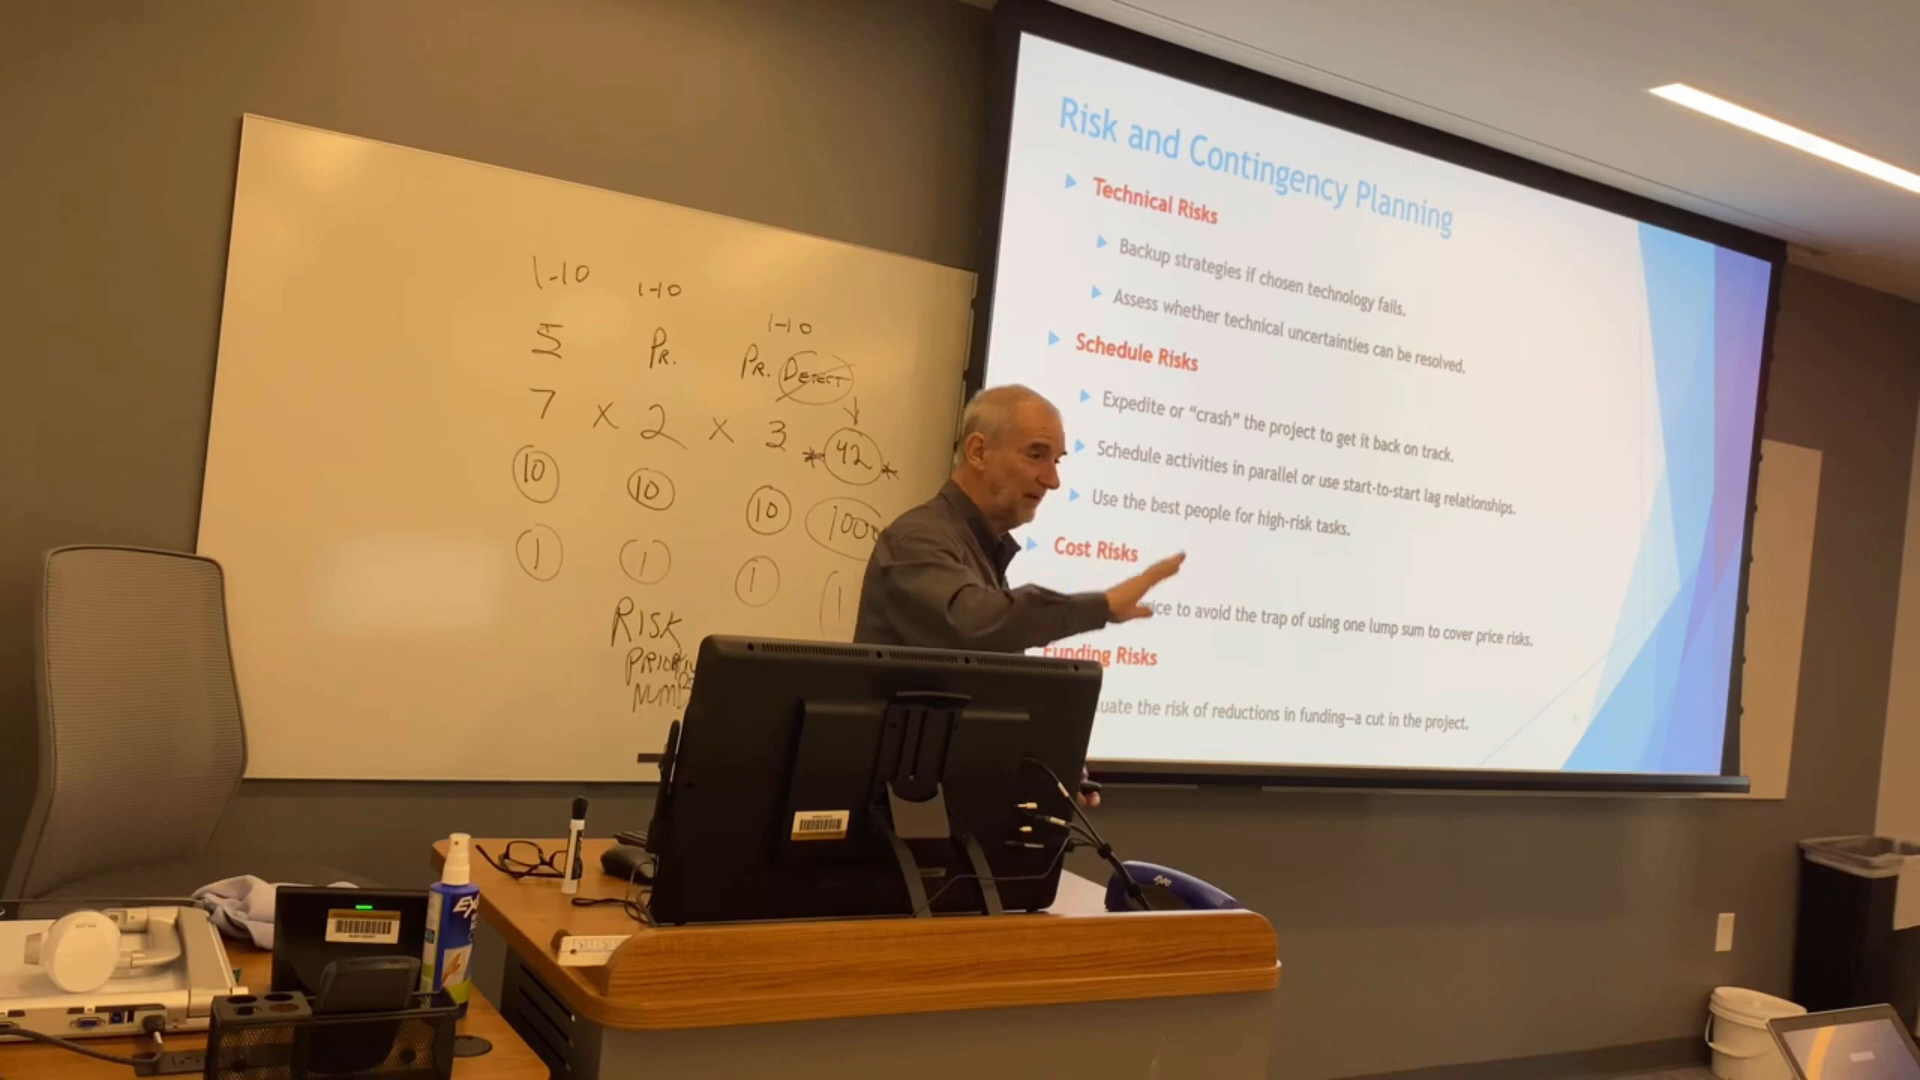 1-10 1-10 1-10
PR. PR. DETECT
7 x 2 x 3 *42*
10 10 10 1000
1 1 1 1
RISK
Risk and Contingency Planning
Technical Risks
Backup strategies if chosen technology fails.
Assess whether technical uncertainties can be resolved.
Schedule Risks
Expedite or “crash” the project to get it back on track.
Schedule activities in parallel or use start-to-start lag relationships.
Use the best people for high-risk tasks.
Cost Risks
to avoid the trap of using one lump sum to cover price risks.
Funding Risks
the risk of reductions in funding—a cut in the project.
expo